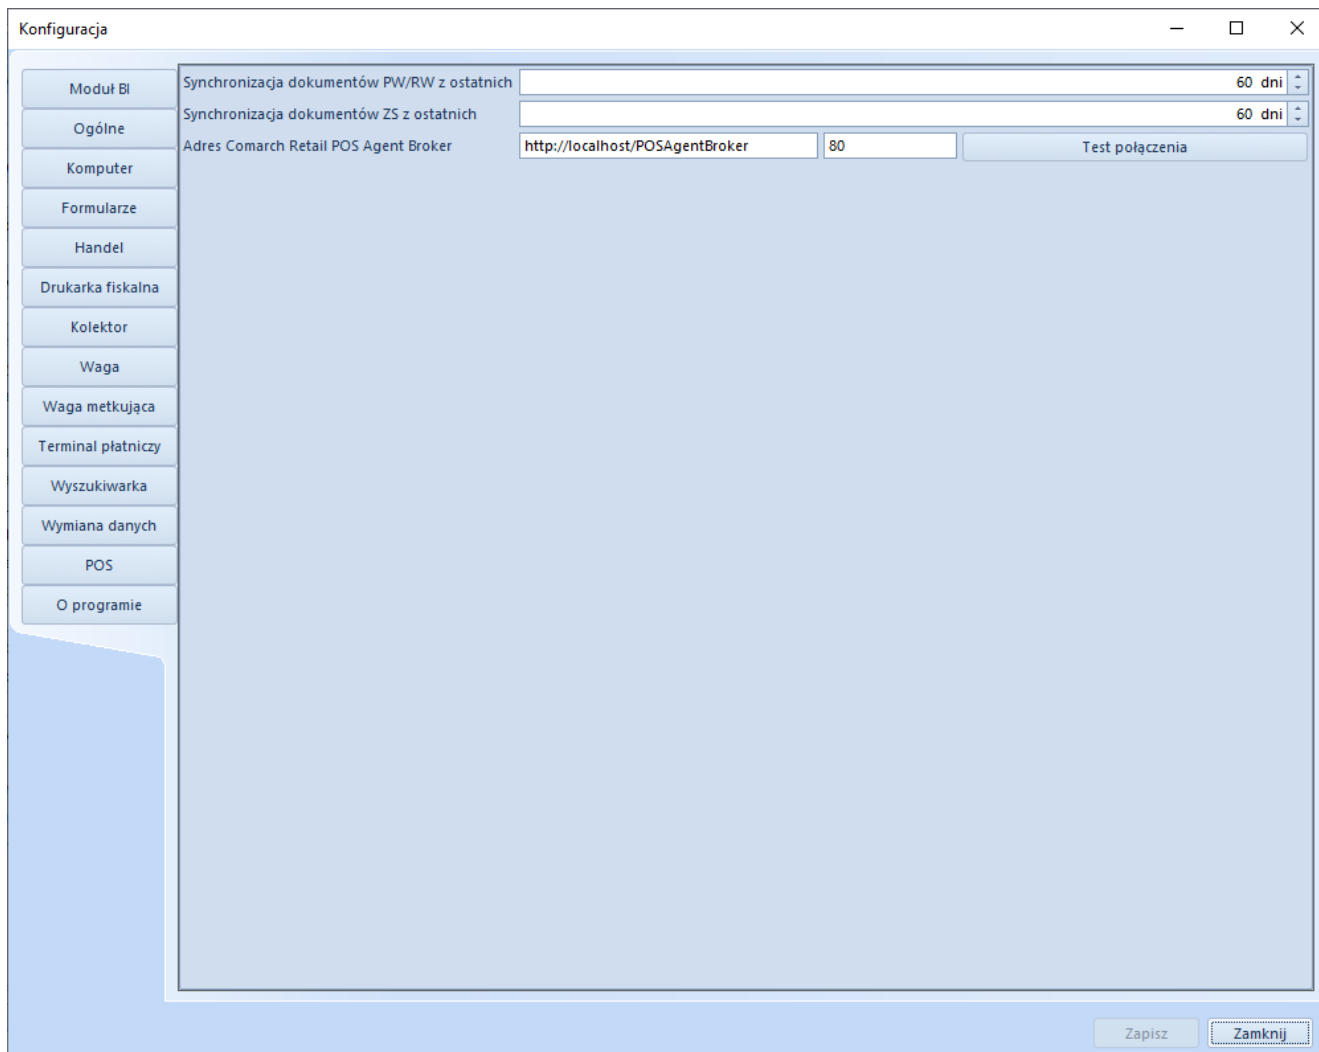 Konfiguracja
Moduł BI
Ogólne
Komputer
Formularze
Handel
Drukarka fiskalna
Kolektor
Waga
Waga metkująca
Terminal płatniczy
Wyszukiwarka
Wymiana danych
POS
O programie
Synchronizacja dokumentów PW/RW z ostatnich 60 dni
Synchronizacja dokumentów ZS z ostatnich 60 dni
Adres Comarch Retail POS Agent Broker http://localhost/POSAgentBroker 80 Test połączenia
Zapisz Zamknij